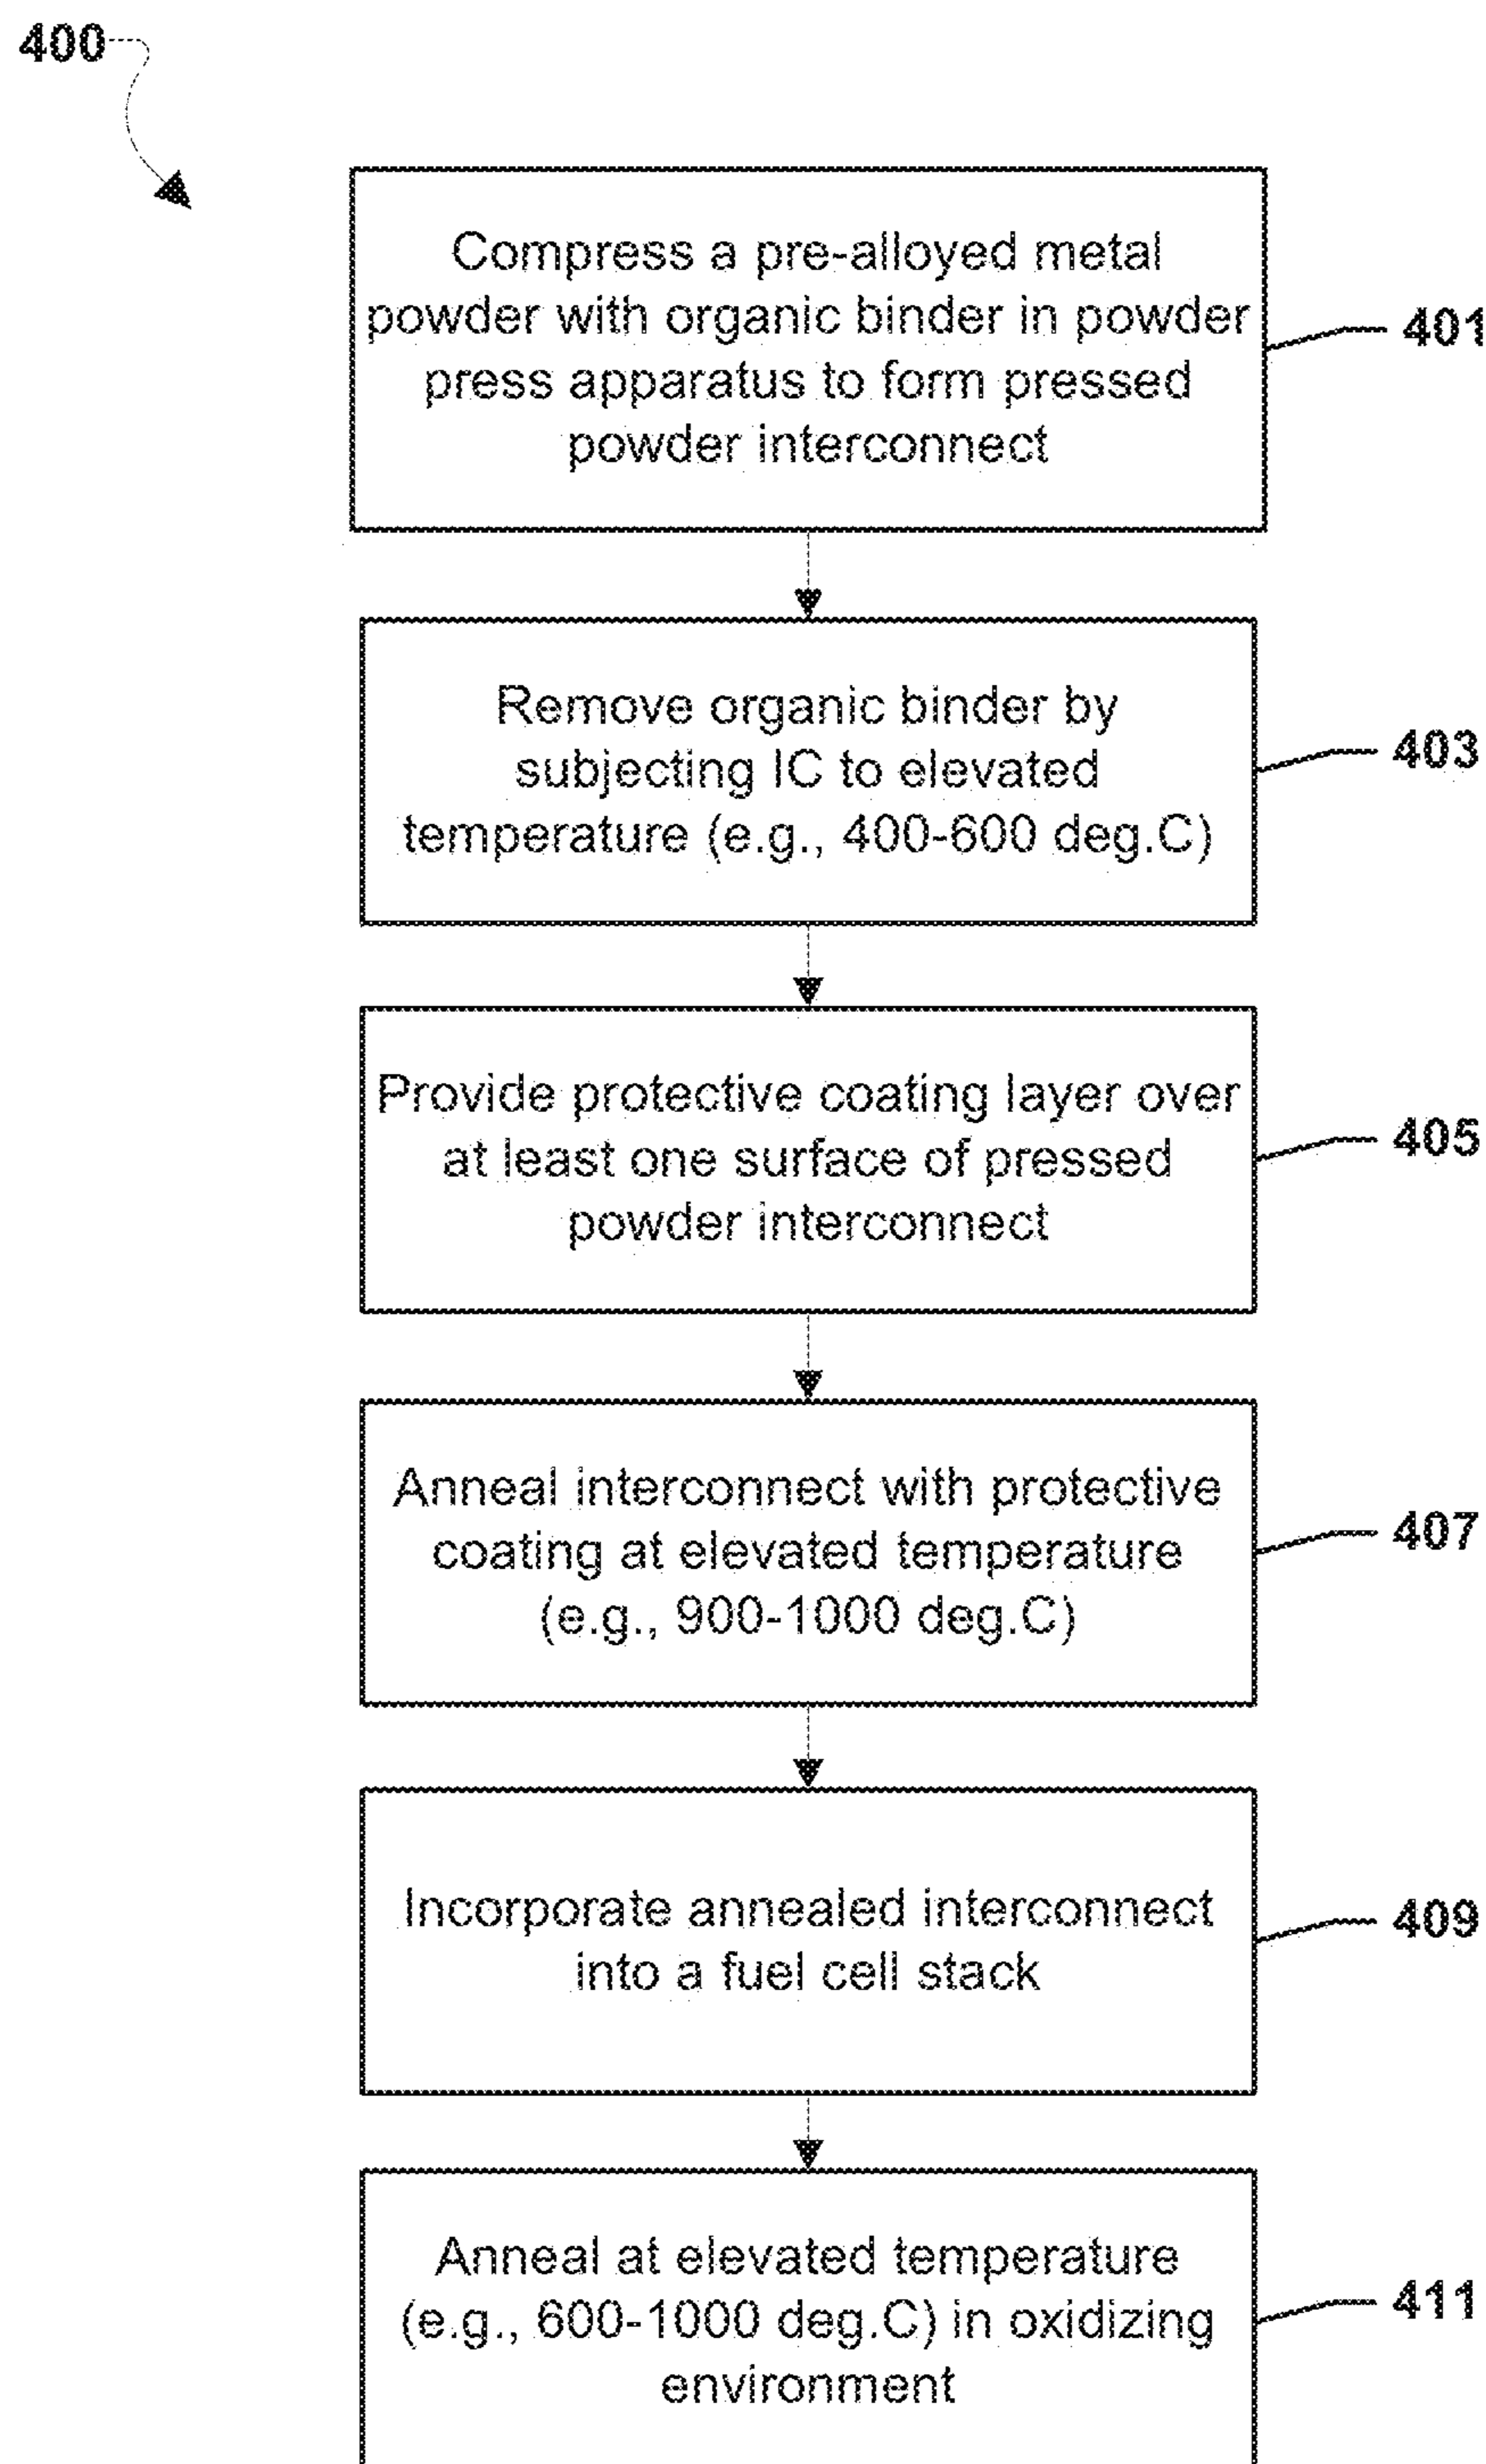 400
Compress a pre-alloyed metal
powder with organic binder in powder
press apparatus to form pressed
powder interconnect
401
Remove organic binder by
subjecting IC to elevated
temperature (e.g., 400-600 deg.C)
403
Provide protective coating layer over
at least one surface of pressed
powder interconnect
405
Anneal interconnect with protective
coating at elevated temperature
(e.g., 900-1000 deg.C)
407
Incorporate annealed interconnect
into a fuel cell stack
409
Anneal at elevated temperature
(e.g., 600-1000 deg.C) in oxidizing
environment
411